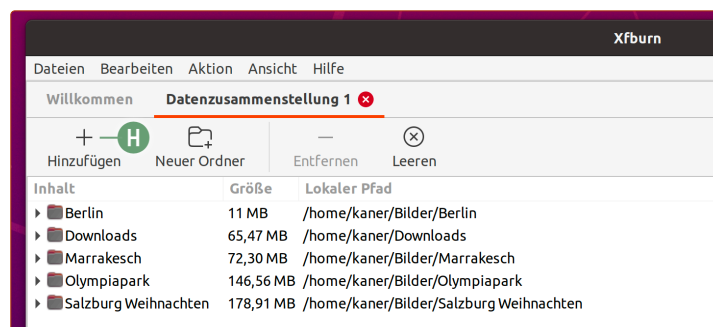 Xfburn
Dateien Bearbeiten Aktion Ansicht Hilfe
Willkommen Datenzusammenstellung 1
H
Hinzufügen Neuer Ordner Entfernen Leeren
Inhalt Größe Lokaler Pfad
Berlin 11 MB /home/kaner/Bilder/Berlin
Downloads 65,47 MB /home/kaner/Downloads
Marrakesch 72,30 MB /home/kaner/Bilder/Marrakesch
Olympiapark 146,56 MB /home/kaner/Bilder/Olympiapark
Salzburg Weihnachten 178,91 MB /home/kaner/Bilder/Salzburg Weihnachten